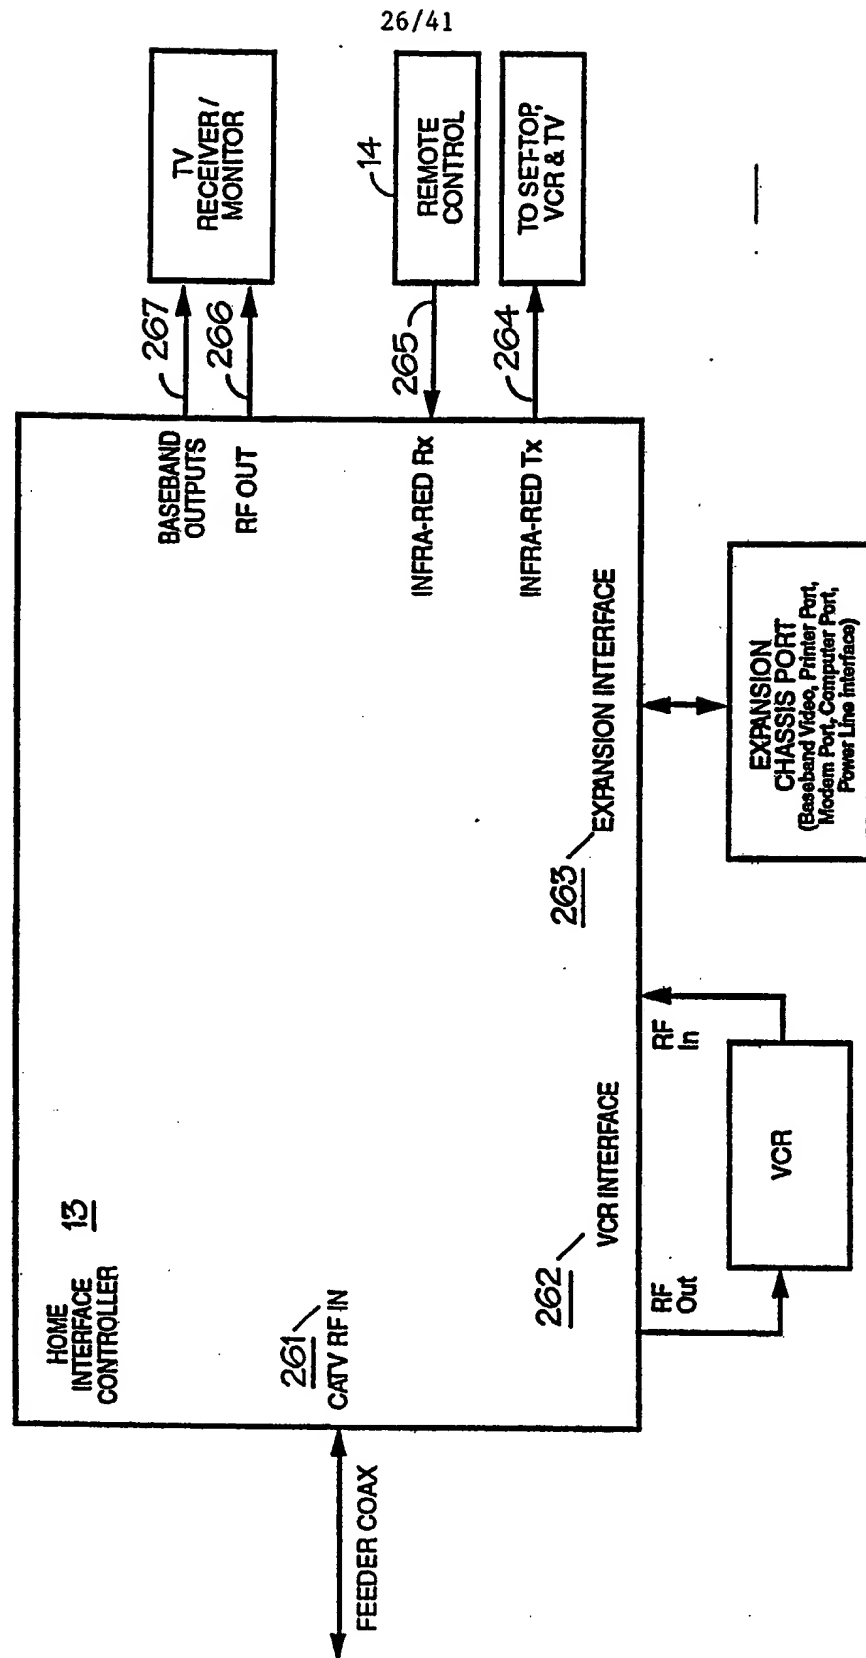 26/41
HOME
INTERFACE
CONTROLLER
13
261
CATV RF IN
FEEDER COAX
262
VCR INTERFACE
RF
Out
VCR
RF
In
263
EXPANSION INTERFACE
EXPANSION
CHASSIS PORT
(Baseband Video, Printer Port,
Modem Port, Computer Port,
Power Line Interface)
BASEBAND
OUTPUTS
RF OUT
INFRA-RED Rx
INFRA-RED Tx
267
266
265
264
TV
RECEIVER/
MONITOR
14
REMOTE
CONTROL
TO SET-TOP,
VCR & TV